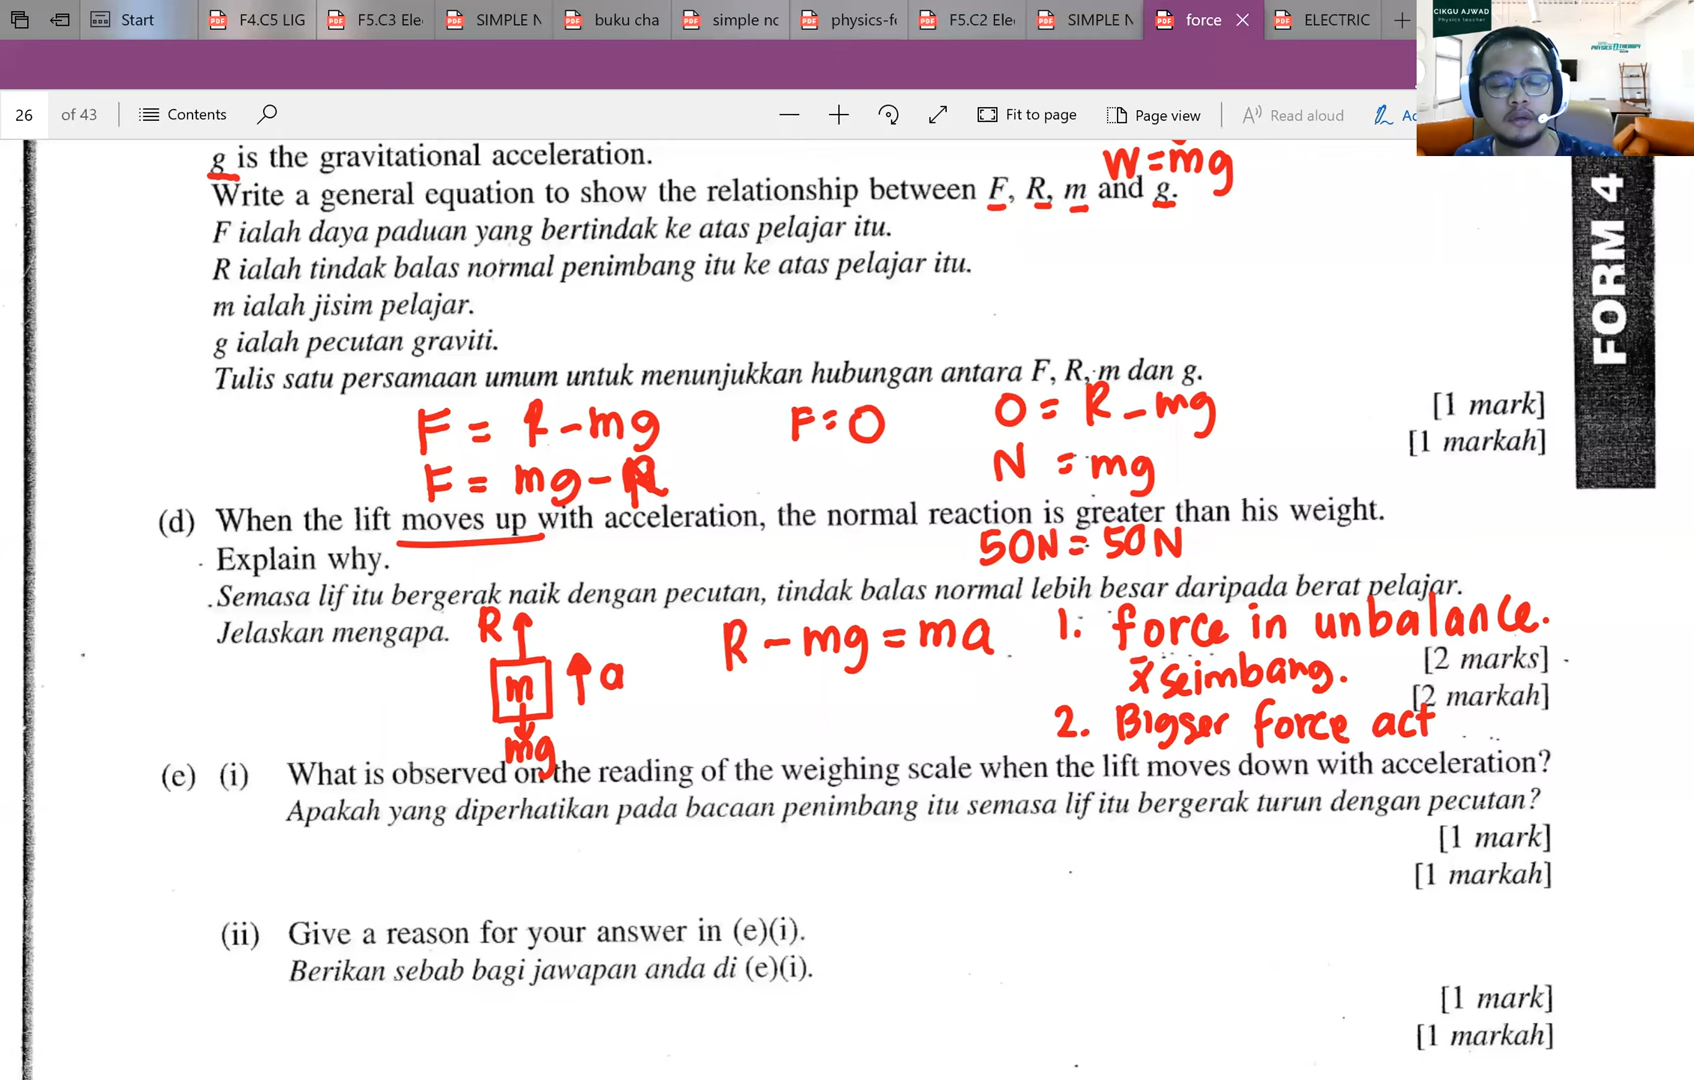 Start
F4.C5 LIG
F5.C3 Ele
SIMPLE N
buku cha
simple nc
physics-fe
F5.C2 Ele
SIMPLE N
force
ELECTRIC
CIKGU AJWAD
Physics teacher
26 of 43
Contents
Fit to page
Page view
Read aloud
g is the gravitational acceleration.
W=mg
Write a general equation to show the relationship between F, R, m and g.
F ialah daya paduan yang bertindak ke atas pelajar itu.
R ialah tindak balas normal penimbang itu ke atas pelajar itu.
m ialah jisim pelajar.
g ialah pecutan graviti.
Tulis satu persamaan umum untuk menunjukkan hubungan antara F, R, m dan g.
[1 mark]
[1 markah]
F = R - mg
F = 0
0 = R - mg
F = mg - R
N = mg
(d) When the lift moves up with acceleration, the normal reaction is greater than his weight.
Explain why.
50N = 50N
Semasa lif itu bergerak naik dengan pecutan, tindak balas normal lebih besar daripada berat pelajar.
Jelaskan mengapa.
[2 marks]
[2 markah]
R
m
a
mg
R - mg = ma
1. force in unbalance.
x seimbang.
2. Bigger force act
(e) (i) What is observed on the reading of the weighing scale when the lift moves down with acceleration?
Apakah yang diperhatikan pada bacaan penimbang itu semasa lif itu bergerak turun dengan pecutan?
[1 mark]
[1 markah]
(ii) Give a reason for your answer in (e)(i).
Berikan sebab bagi jawapan anda di (e)(i).
[1 mark]
[1 markah]
FORM 4